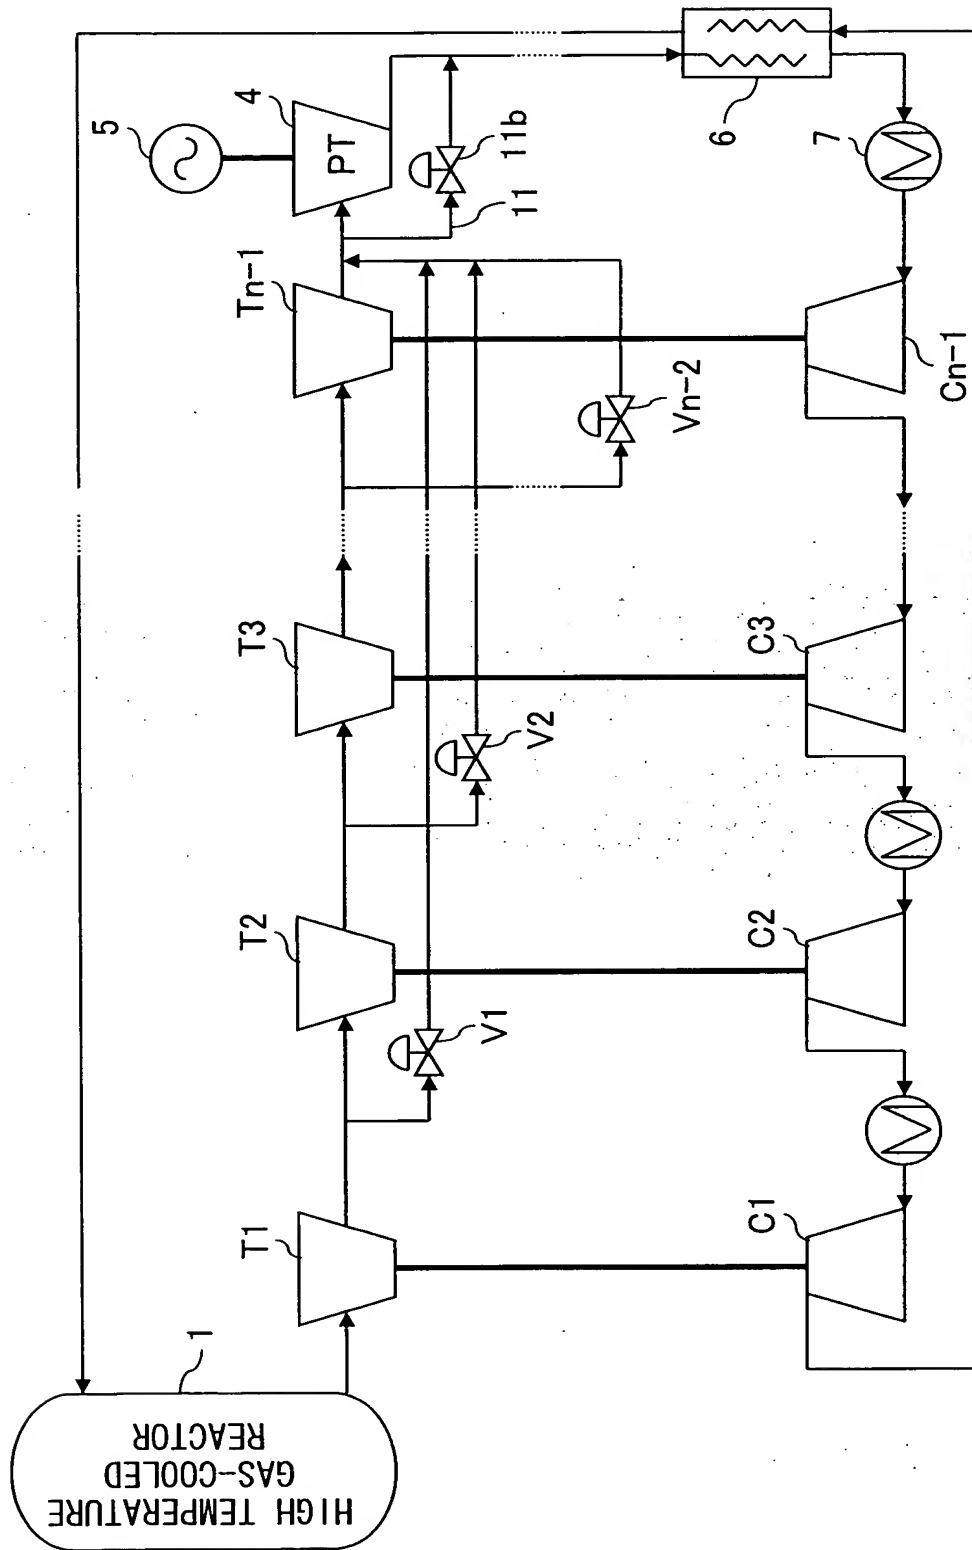 HIGH TEMPERATURE
GAS-COOLED
REACTOR
1
T1
T2
T3
Tn-1
PT
4
5
11b
11
V1
V2
Vn-2
6
7
C1
C2
C3
Cn-1